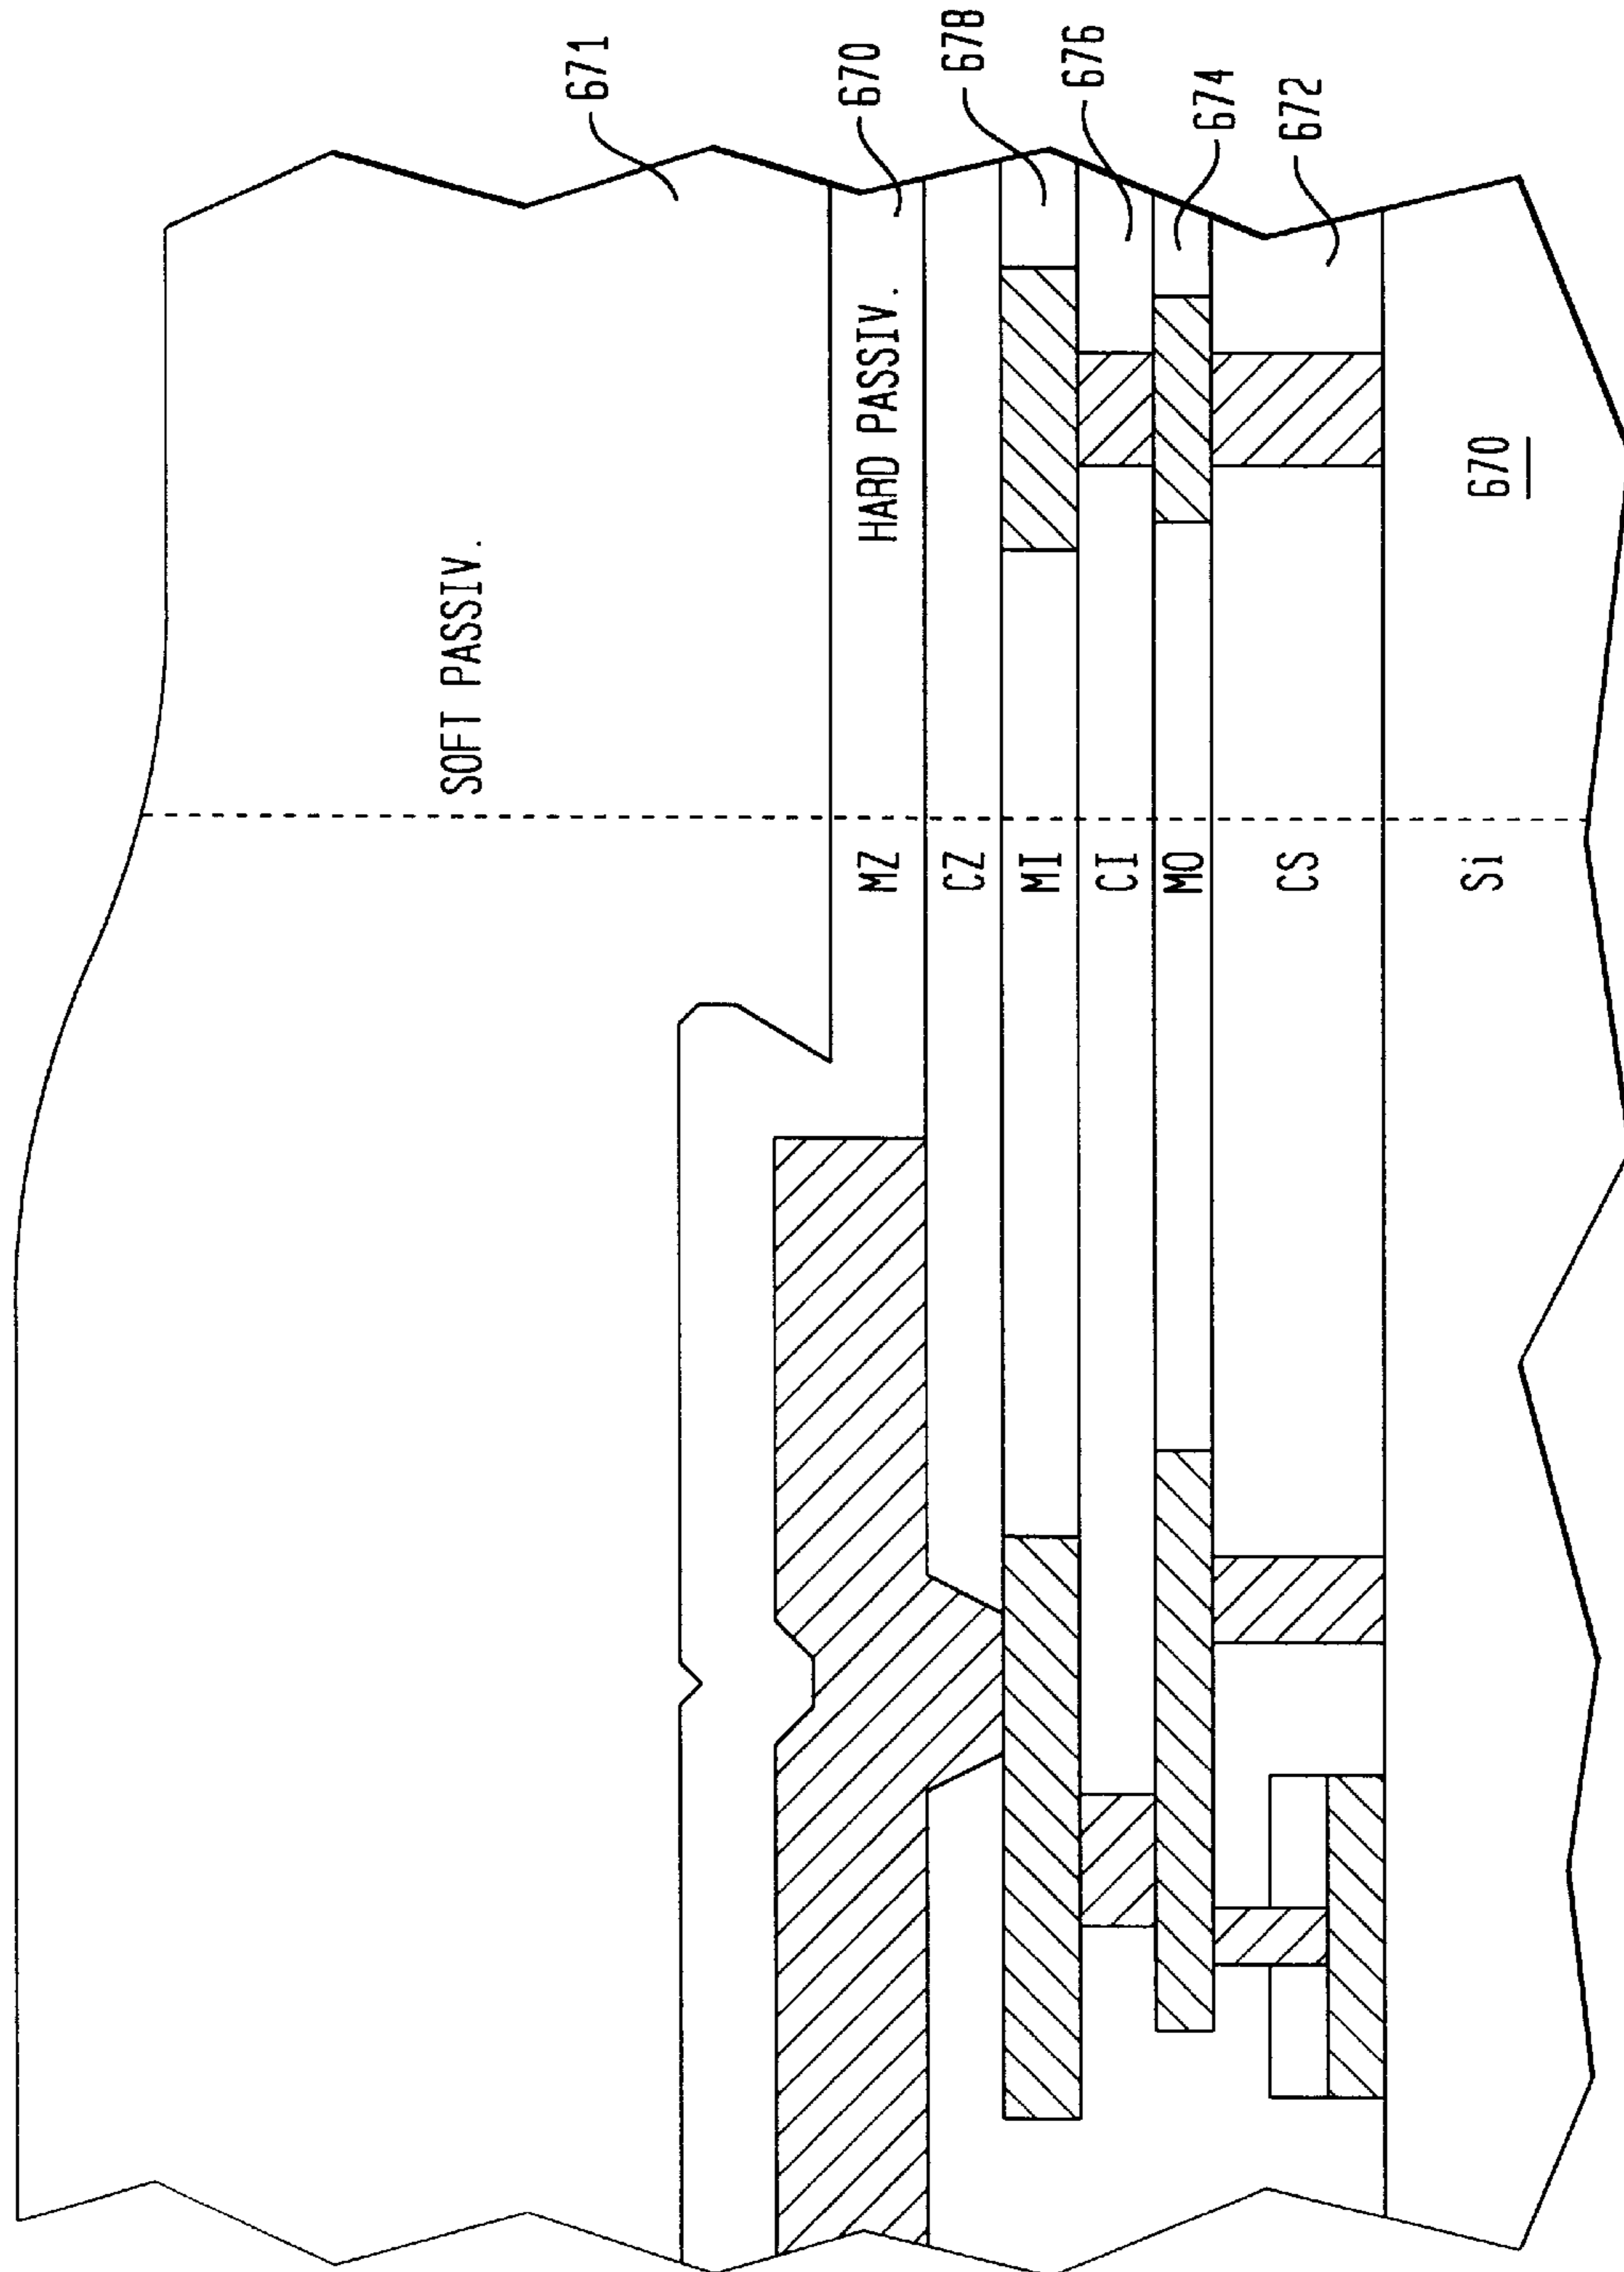 671
670
678
676
674
672
SOFT PASSIV.
HARD PASSIV.
670
MZ
CZ
MI
CI
MO
CS
Si